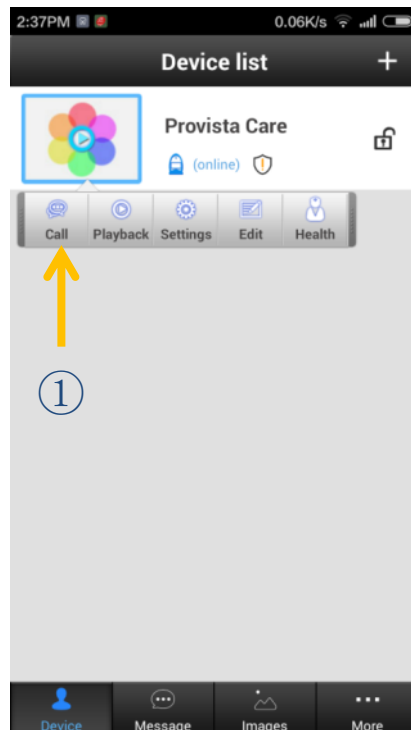 2:37PM 0.06K/s
Device list +
Provista Care
(online)
Call Playback Settings Edit Health
①
Device Message Images More